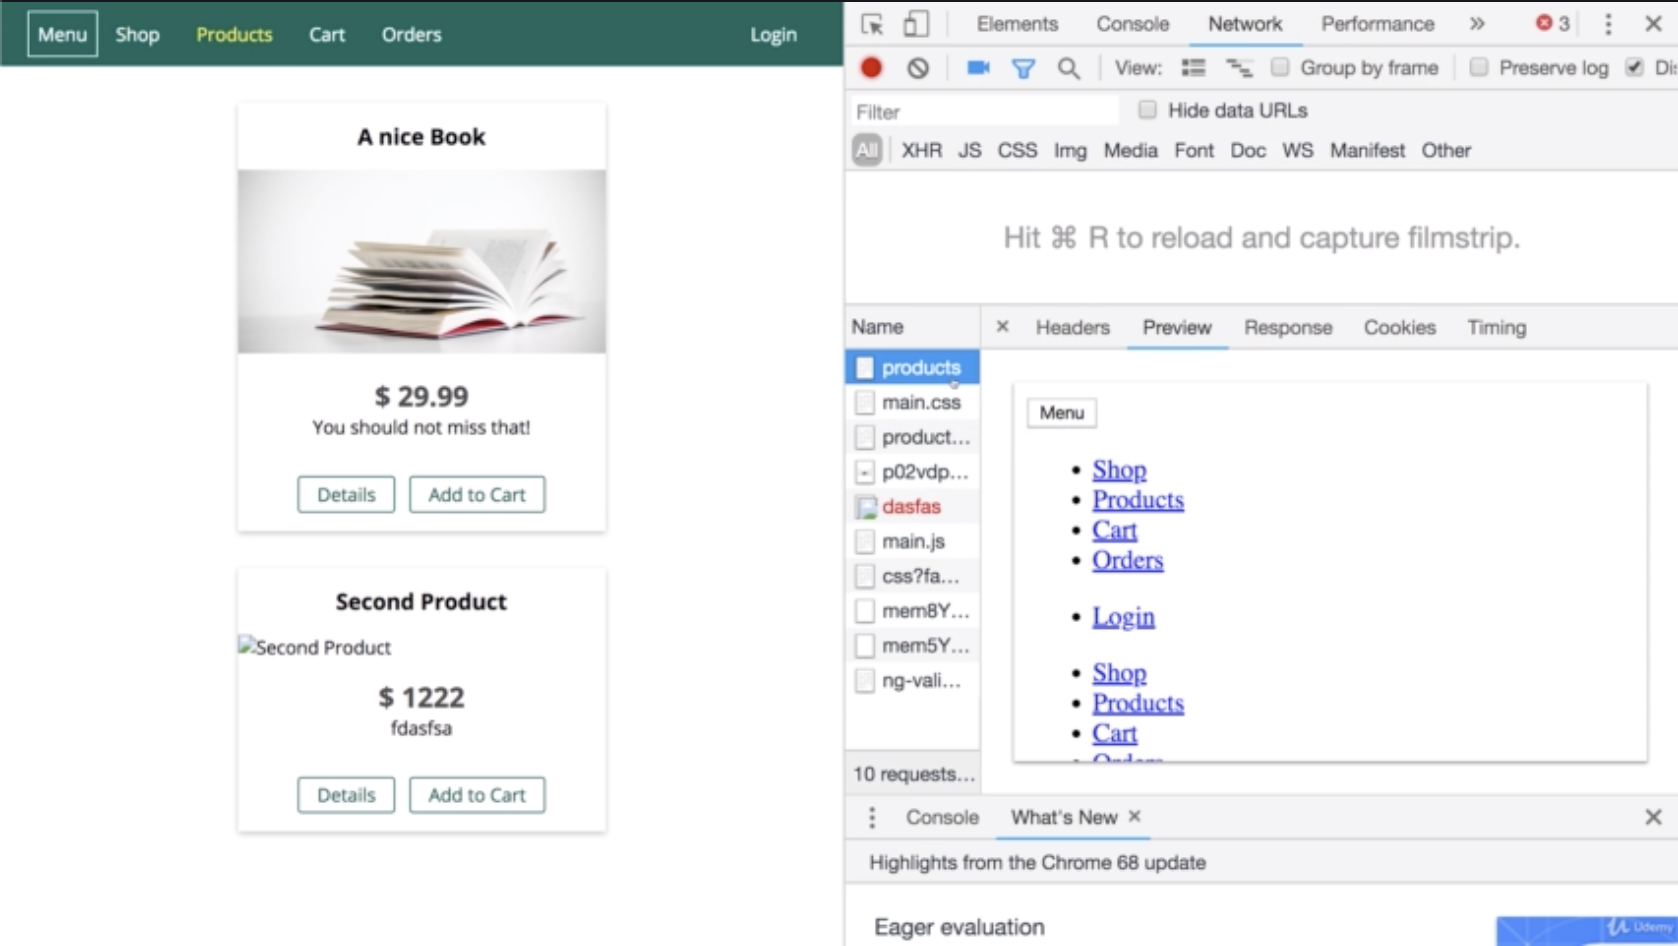 Menu Shop Products Cart Orders Login
A nice Book
$ 29.99
You should not miss that!
Details Add to Cart
Second Product
Second Product
$ 1222
fdasfsa
Details Add to Cart
Elements Console Network Performance » 3
View: Group by frame Preserve log Di
Filter Hide data URLs
All XHR JS CSS Img Media Font Doc WS Manifest Other
Hit ⌘ R to reload and capture filmstrip.
Name × Headers Preview Response Cookies Timing
products
main.css
product...
p02vdp...
dasfas
main.js
css?fa...
mem8Y...
mem5Y...
ng-vali...
10 requests...
Menu
• Shop
• Products
• Cart
• Orders
• Login
• Shop
• Products
• Cart
• Orders
Console What's New ×
Highlights from the Chrome 68 update
Eager evaluation
Udemy